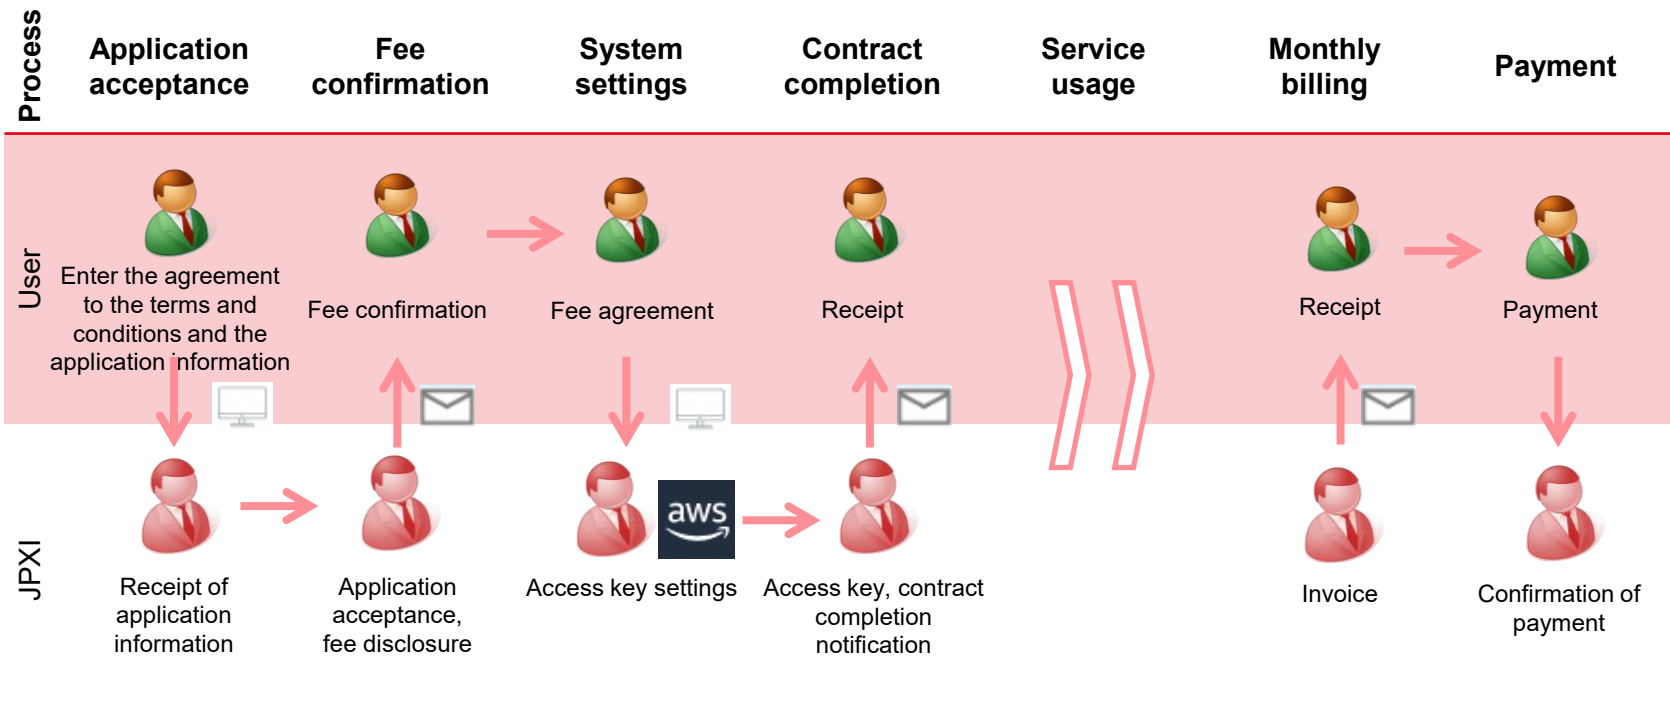 Process
Application
acceptance
Fee
confirmation
System
settings
Contract
completion
Service
usage
Monthly
billing
Payment
User
Enter the agreement
to the terms and
conditions and the
application information
Fee confirmation
Fee agreement
Receipt
Receipt
Payment
JPXI
aws
Receipt of
application
information
Application
acceptance,
fee disclosure
Access key settings
Access key, contract
completion
notification
Invoice
Confirmation of
payment